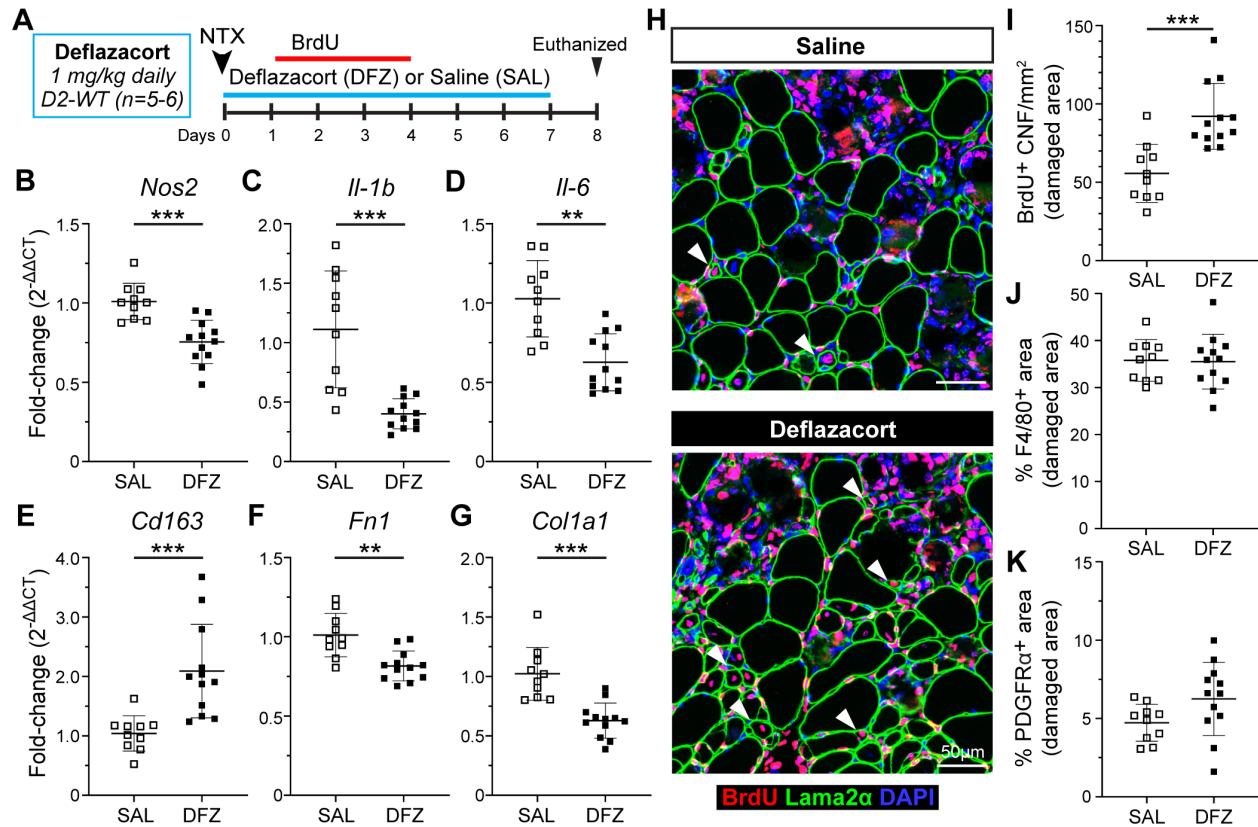 A
Deflazacort
1 mg/kg daily
D2-WT (n=5-6)
NTX
BrdU
Euthanized
Deflazacort (DFZ) or Saline (SAL)
Days 0 1 2 3 4 5 6 7 8
B
Nos2
***
Fold-change (2-ΔΔCT)
1.5
1.0
0.5
0
SAL DFZ
C
Il-1b
***
2.0
1.5
1.0
0.5
0
SAL DFZ
D
Il-6
**
1.5
1.0
0.5
0
SAL DFZ
E
Cd163
***
Fold-change (2-ΔΔCT)
4.0
3.0
2.0
1.0
0
SAL DFZ
F
Fn1
**
1.5
1.0
0.5
0
SAL DFZ
G
Col1a1
***
2.0
1.5
1.0
0.5
0
SAL DFZ
H
Saline
Deflazacort
50μm
BrdU Lama2α DAPI
I
***
BrdU+ CNF/mm2
(damaged area)
150
100
50
0
SAL DFZ
J
% F4/80+ area
(damaged area)
50
40
30
20
10
0
SAL DFZ
K
% PDGFRα+ area
(damaged area)
15
10
5
0
SAL DFZ